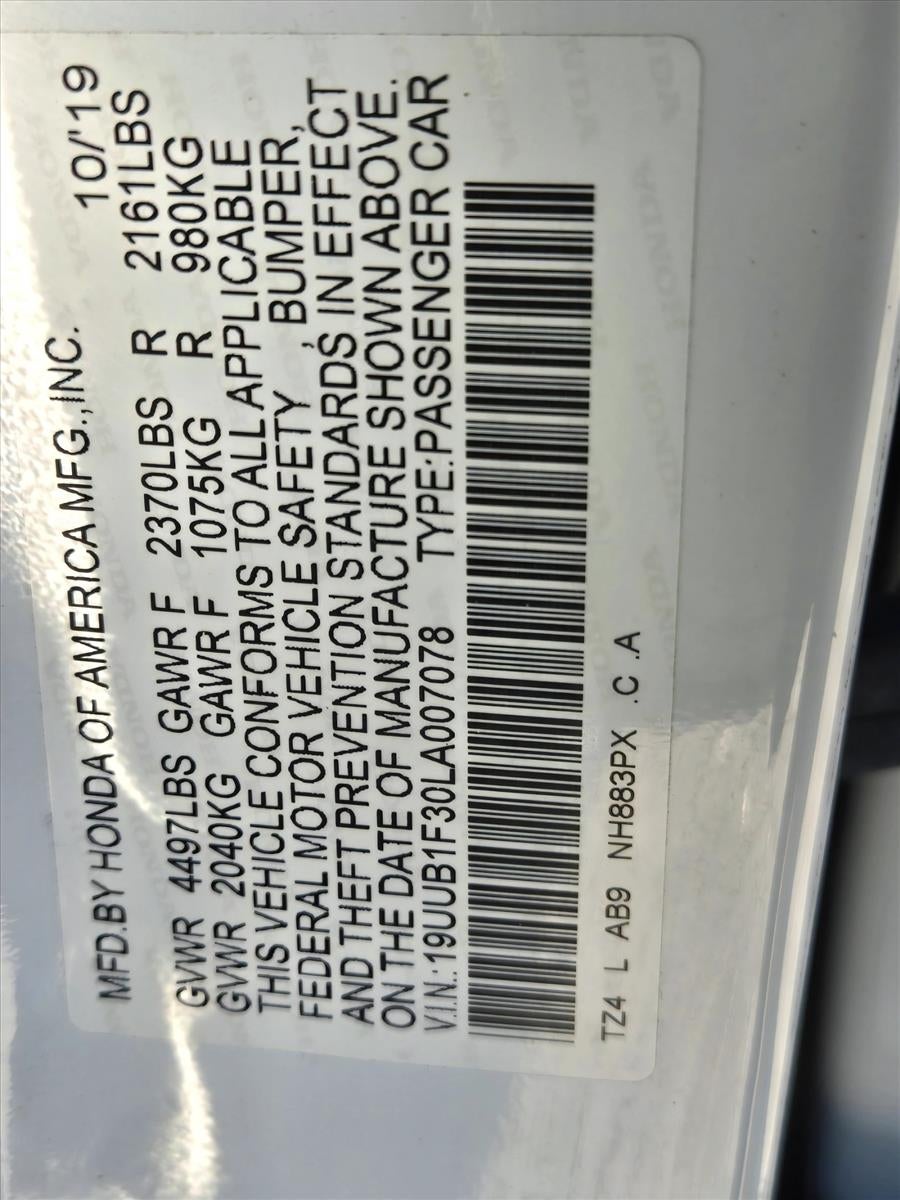 MFD.BY HONDA OF AMERICA MFG.,INC. 10/'19
GVWR 4497LBS GAWR F 2370LBS R 2161LBS
GVWR 2040KG GAWR F 1075KG R 980KG
THIS VEHICLE CONFORMS TO ALL APPLICABLE
FEDERAL MOTOR VEHICLE SAFETY , BUMPER,
AND THEFT PREVENTION STANDARDS IN EFFECT
ON THE DATE OF MANUFACTURE SHOWN ABOVE.
V.I.N.:19UUB1F30LA007078 TYPE:PASSENGER CAR
TZ4 L AB9 NH883PX .C .A